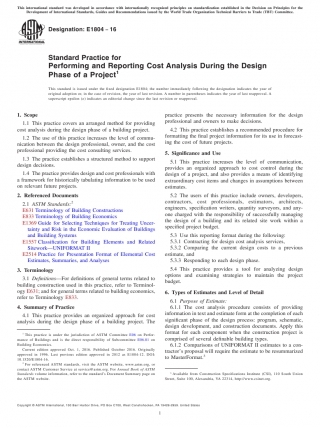 This international standard was developed in accordance with internationally recognized principles on standardization established in the Decision on Principles for the
Development of International Standards, Guides and Recommendations issued by the World Trade Organization Technical Barriers to Trade (TBT) Committee.
ASTM
INTERNATIONAL
Designation: E1804 - 16
Standard Practice for
Performing and Reporting Cost Analysis During the Design
Phase of a Project1
This standard is issued under the fixed designation E1804; the number immediately following the designation indicates the year of
original adoption or, in the case of revision, the year of last revision. A number in parentheses indicates the year of last reapproval. A
superscript epsilon (ε) indicates an editorial change since the last revision or reapproval.
1. Scope
1.1 This practice covers an arranged method for providing
cost analysis during the design phase of a building project.
1.2 The use of this practice increases the level of communi-
cation between the design professional, owner, and the cost
professional providing the cost consulting services.
1.3 The practice establishes a structured method to support
design decisions.
1.4 The practice provides design and cost professionals with
a framework for historically tabulating information to be used
on relevant future projects.
2. Referenced Documents
2.1 ASTM Standards:2
E631 Terminology of Building Constructions
E833 Terminology of Building Economics
E1369 Guide for Selecting Techniques for Treating Uncer-
tainty and Risk in the Economic Evaluation of Buildings
and Building Systems
E1557 Classification for Building Elements and Related
Sitework—UNIFORMAT II
E2514 Practice for Presentation Format of Elemental Cost
Estimates, Summaries, and Analyses
3. Terminology
3.1 Definitions—For definitions of general terms related to
building construction used in this practice, refer to Terminol-
ogy E631; and for general terms related to building economics,
refer to Terminology E833.
4. Summary of Practice
4.1 This practice provides an organized approach for cost
analysis during the design phase of a building project. The
1 This practice is under the jurisdiction of ASTM Committee E06 on Perfor-
mance of Buildings and is the direct responsibility of Subcommittee E06.81 on
Building Economics.
Current edition approved Oct. 1, 2016. Published October 2016. Originally
approved in 1996. Last previous edition approved in 2012 as E1804–12.
2 For referenced ASTM standards, visit the ASTM website, www.astm.org, or
contact ASTM Customer Service at service@astm.org. For Annual Book of ASTM
Standards volume information, refer to the standard's Document Summary page on
the ASTM website.
practice presents the necessary information for the design
professional and owners to make decisions.
4.2 This practice establishes a recommended procedure for
formatting the final project information for its use in forecast-
ing the cost of future projects.
5. Significance and Use
5.1 This practice increases the level of communication,
provides an organized approach to cost control during the
design of a project, and also provides a means of identifying
extraordinary cost items and changes in assumptions between
estimates.
5.2 The users of this practice include owners, developers,
contractors, cost professionals, estimators, architects,
engineers, specification writers, quantity surveyors, and any-
one charged with the responsibility of successfully managing
the design of a building and its related site work within a
specified project budget.
5.3 Use this reporting format during the following:
5.3.1 Contracting for design cost analysis services,
5.3.2 Comparing the current design costs to a previous
estimate, and
5.3.3 Responding to each design phase.
5.4 This practice provides a tool for analyzing design
options and examining strategies to maintain the project
budget.
6. Types of Estimates and Level of Detail
6.1 Purpose of Estimate:
6.1.1 The cost analysis procedure consists of providing
information in text and estimate form at the completion of each
significant phase of the design process: program, schematic,
design development, and construction documents. Apply this
format for each component when the construction project is
comprised of several definable building types.
6.1.2 Comparisons of UNIFORMAT II estimates to a con-
tractor's proposal will require the estimate to be resummarized
to MasterFormat.3
3 Available from Construction Specifications Institute (CSI), 110 South Union
Street, Suite 100, Alexandria, VA 22314, http://www.csinet.org.
Copyright © ASTM International, 100 Barr Harbor Drive, PO Box C700, West Conshohocken, PA 19428-2959. United States
1